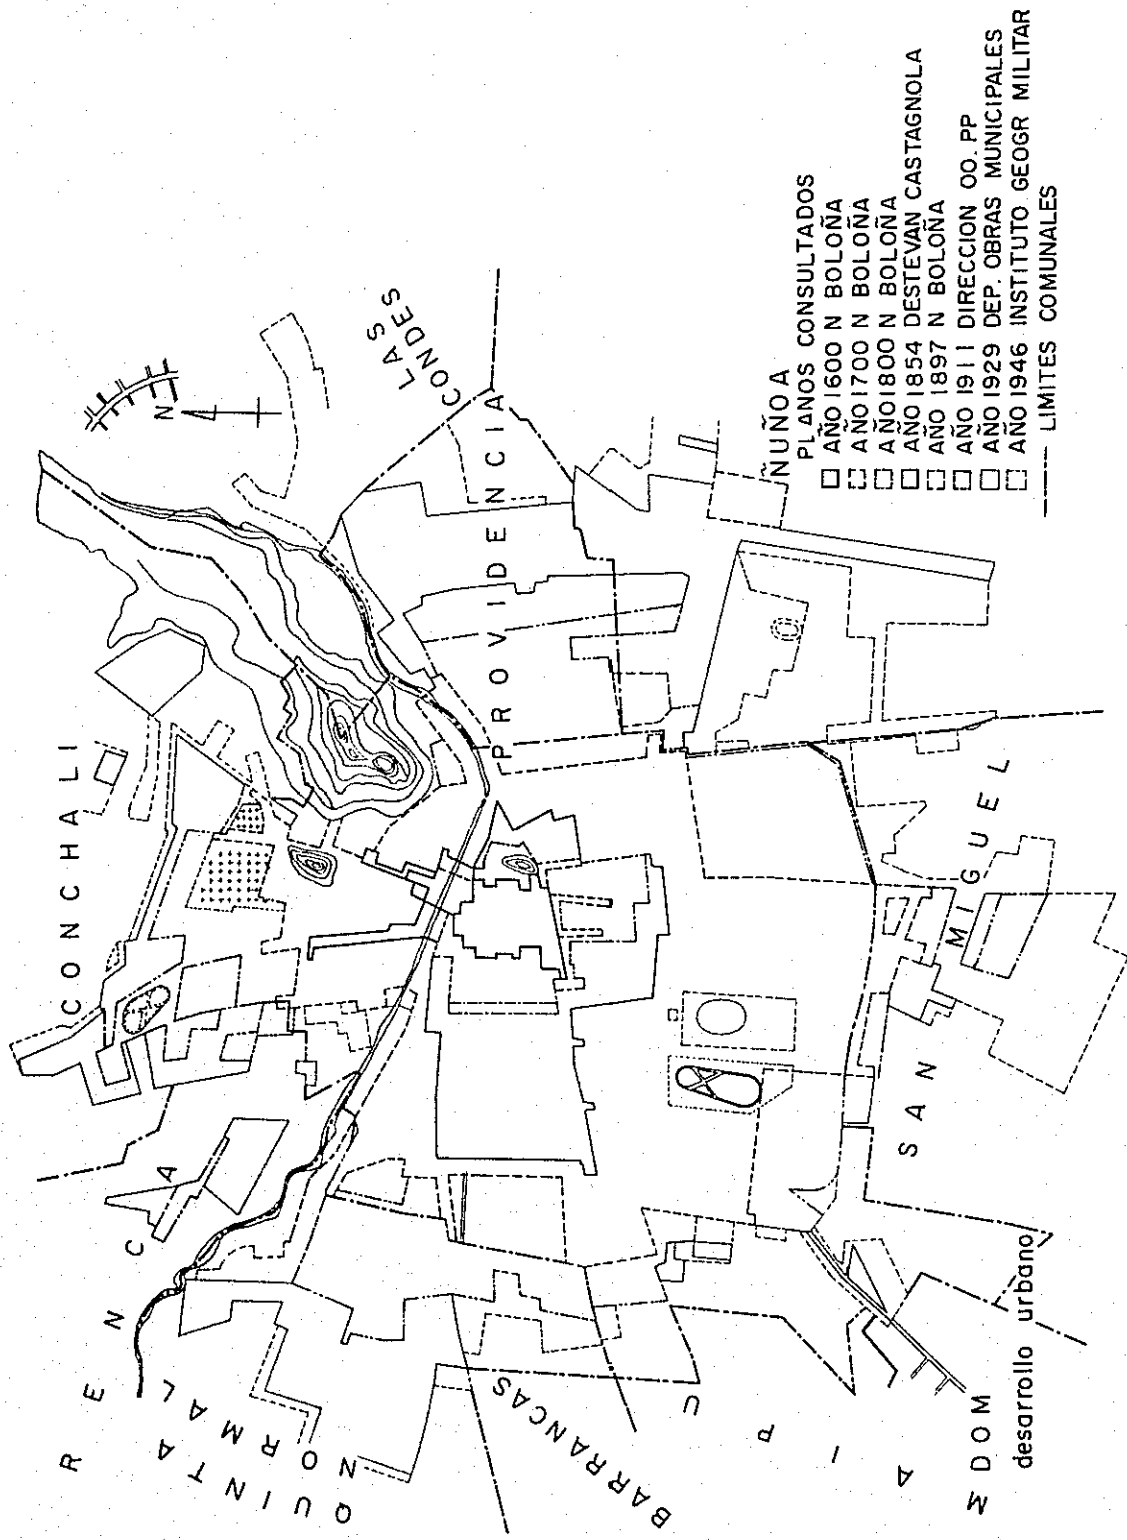 CONCHALI
RENCA
QUINTA
NORMAL
BARRANCAS
MAIPU
SAN MIGUEL
PROVIDENCIA
LAS
CONDES
N
ÑUÑOA
PLANOS CONSULTADOS
AÑO 1600 N BOLOÑA
AÑO 1700 N BOLOÑA
AÑO 1800 N BOLOÑA
AÑO 1854 DESTEVAN CASTAGNOLA
AÑO 1897 N BOLOÑA
AÑO 1911 DIRECCION OO. PP
AÑO 1929 DEP. OBRAS MUNICIPALES
AÑO 1946 INSTITUTO GEOGR MILITAR
LIMITES COMUNALES
DOM
desarrollo urbano